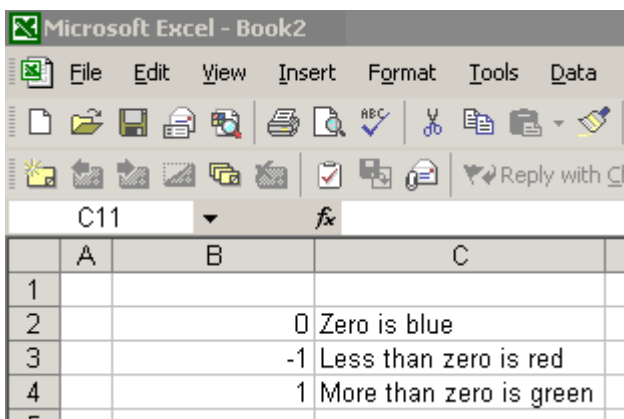 Microsoft Excel - Book2
File Edit View Insert Format Tools Data
ABC
Reply with
C11 fx
A B C
1
2 0 Zero is blue
3 -1 Less than zero is red
4 1 More than zero is green